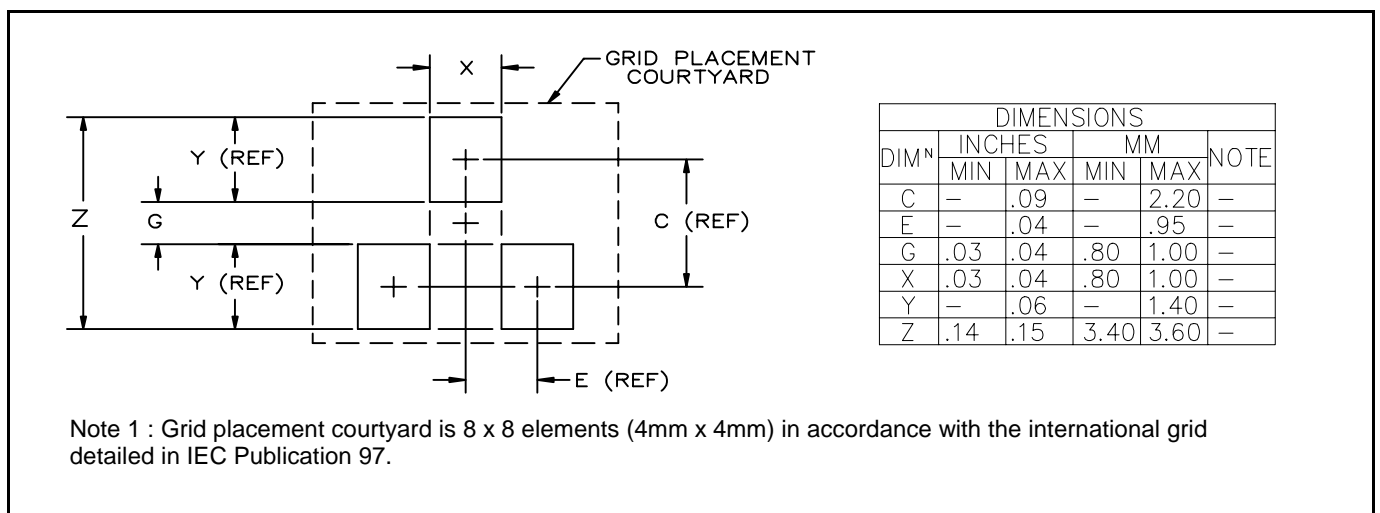 GRID PLACEMENT
COURTYARD
X
Y (REF)
Z
G
C (REF)
Y (REF)
E (REF)
DIMENSIONS
DIMᴺ INCHES MM NOTE
MIN MAX MIN MAX
C – .09 – 2.20 –
E – .04 – .95 –
G .03 .04 .80 1.00 –
X .03 .04 .80 1.00 –
Y – .06 – 1.40 –
Z .14 .15 3.40 3.60 –
Note 1 : Grid placement courtyard is 8 x 8 elements (4mm x 4mm) in accordance with the international grid
detailed in IEC Publication 97.